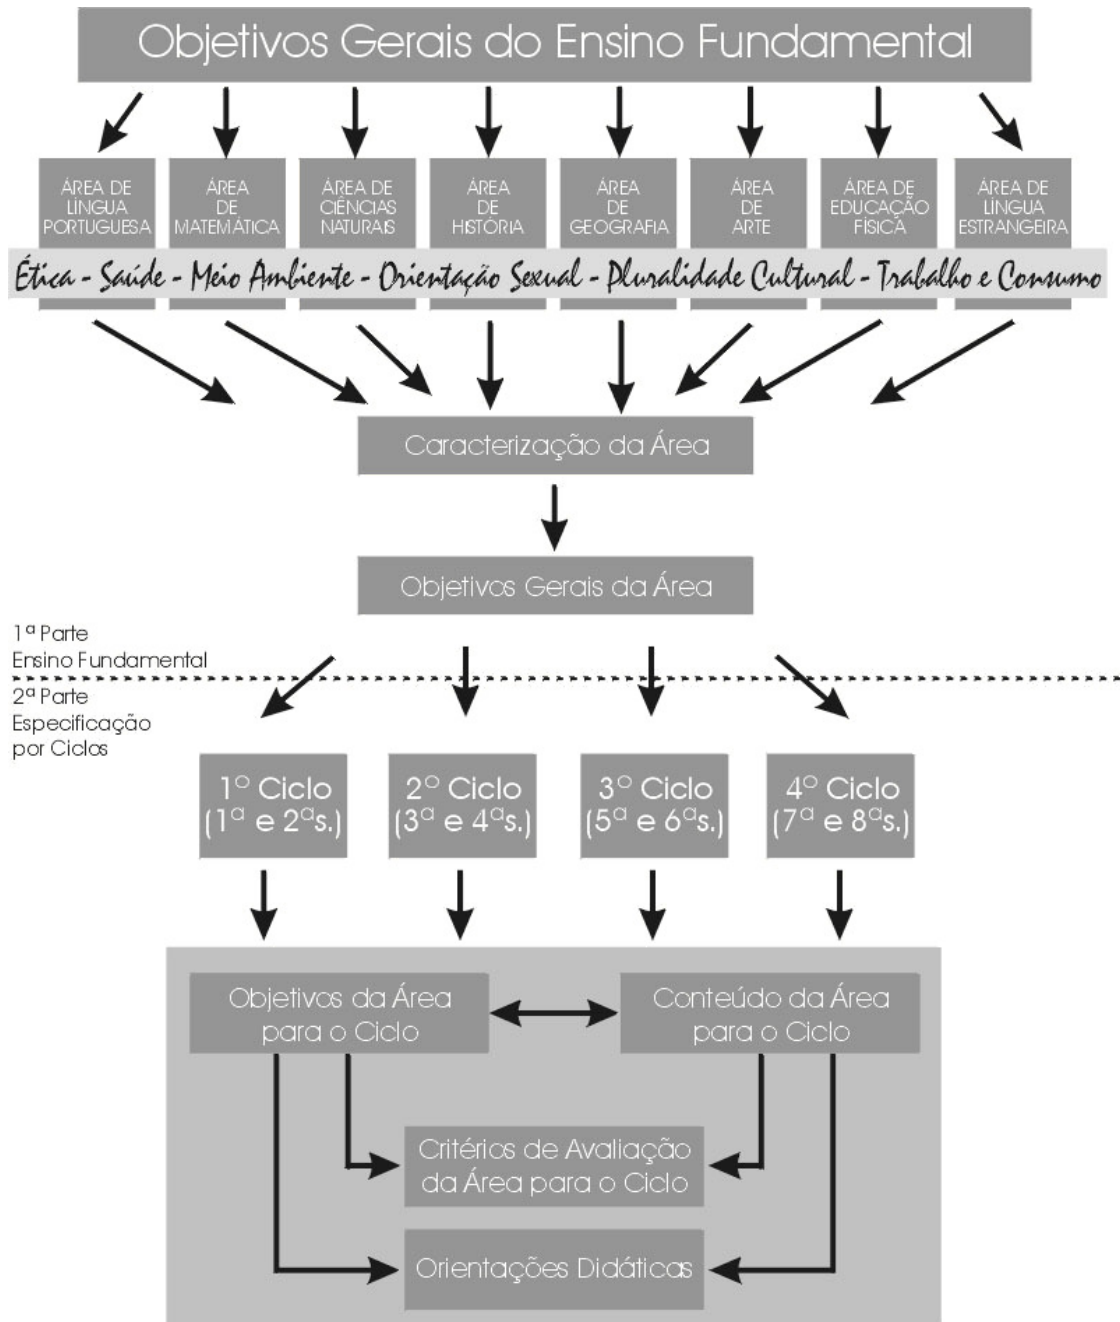 Objetivos Gerais do Ensino Fundamental
ÁREA DE
LÍNGUA
PORTUGUESA
ÁREA
DE
MATEMÁTICA
ÁREA DE
CIÊNCIAS
NATURAIS
ÁREA
DE
HISTÓRIA
ÁREA
DE
GEOGRAFIA
ÁREA
DE
ARTE
ÁREA DE
EDUCAÇÃO
FÍSICA
ÁREA DE
LÍNGUA
ESTRANGEIRA
Ética - Saúde - Meio Ambiente - Orientação Sexual - Pluralidade Cultural - Trabalho e Consumo
Caracterização da Área
Objetivos Gerais da Área
1ª Parte
Ensino Fundamental
2ª Parte
Especificação
por Ciclos
1º Ciclo
(1ª e 2ªs.)
2º Ciclo
(3ª e 4ªs.)
3º Ciclo
(5ª e 6ªs.)
4º Ciclo
(7ª e 8ªs.)
Objetivos da Área
para o Ciclo
Conteúdo da Área
para o Ciclo
Critérios de Avaliação
da Área para o Ciclo
Orientações Didáticas